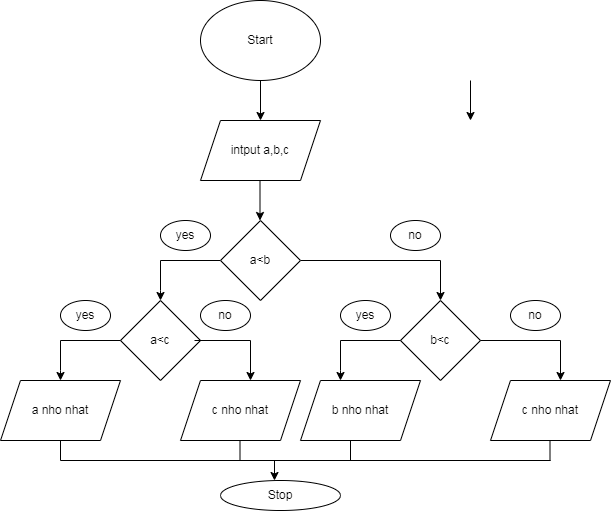 Start
intput a,b,c
yes
no
a<b
yes
no
yes
no
a<c
b<c
a nho nhat
c nho nhat
b nho nhat
c nho nhat
Stop